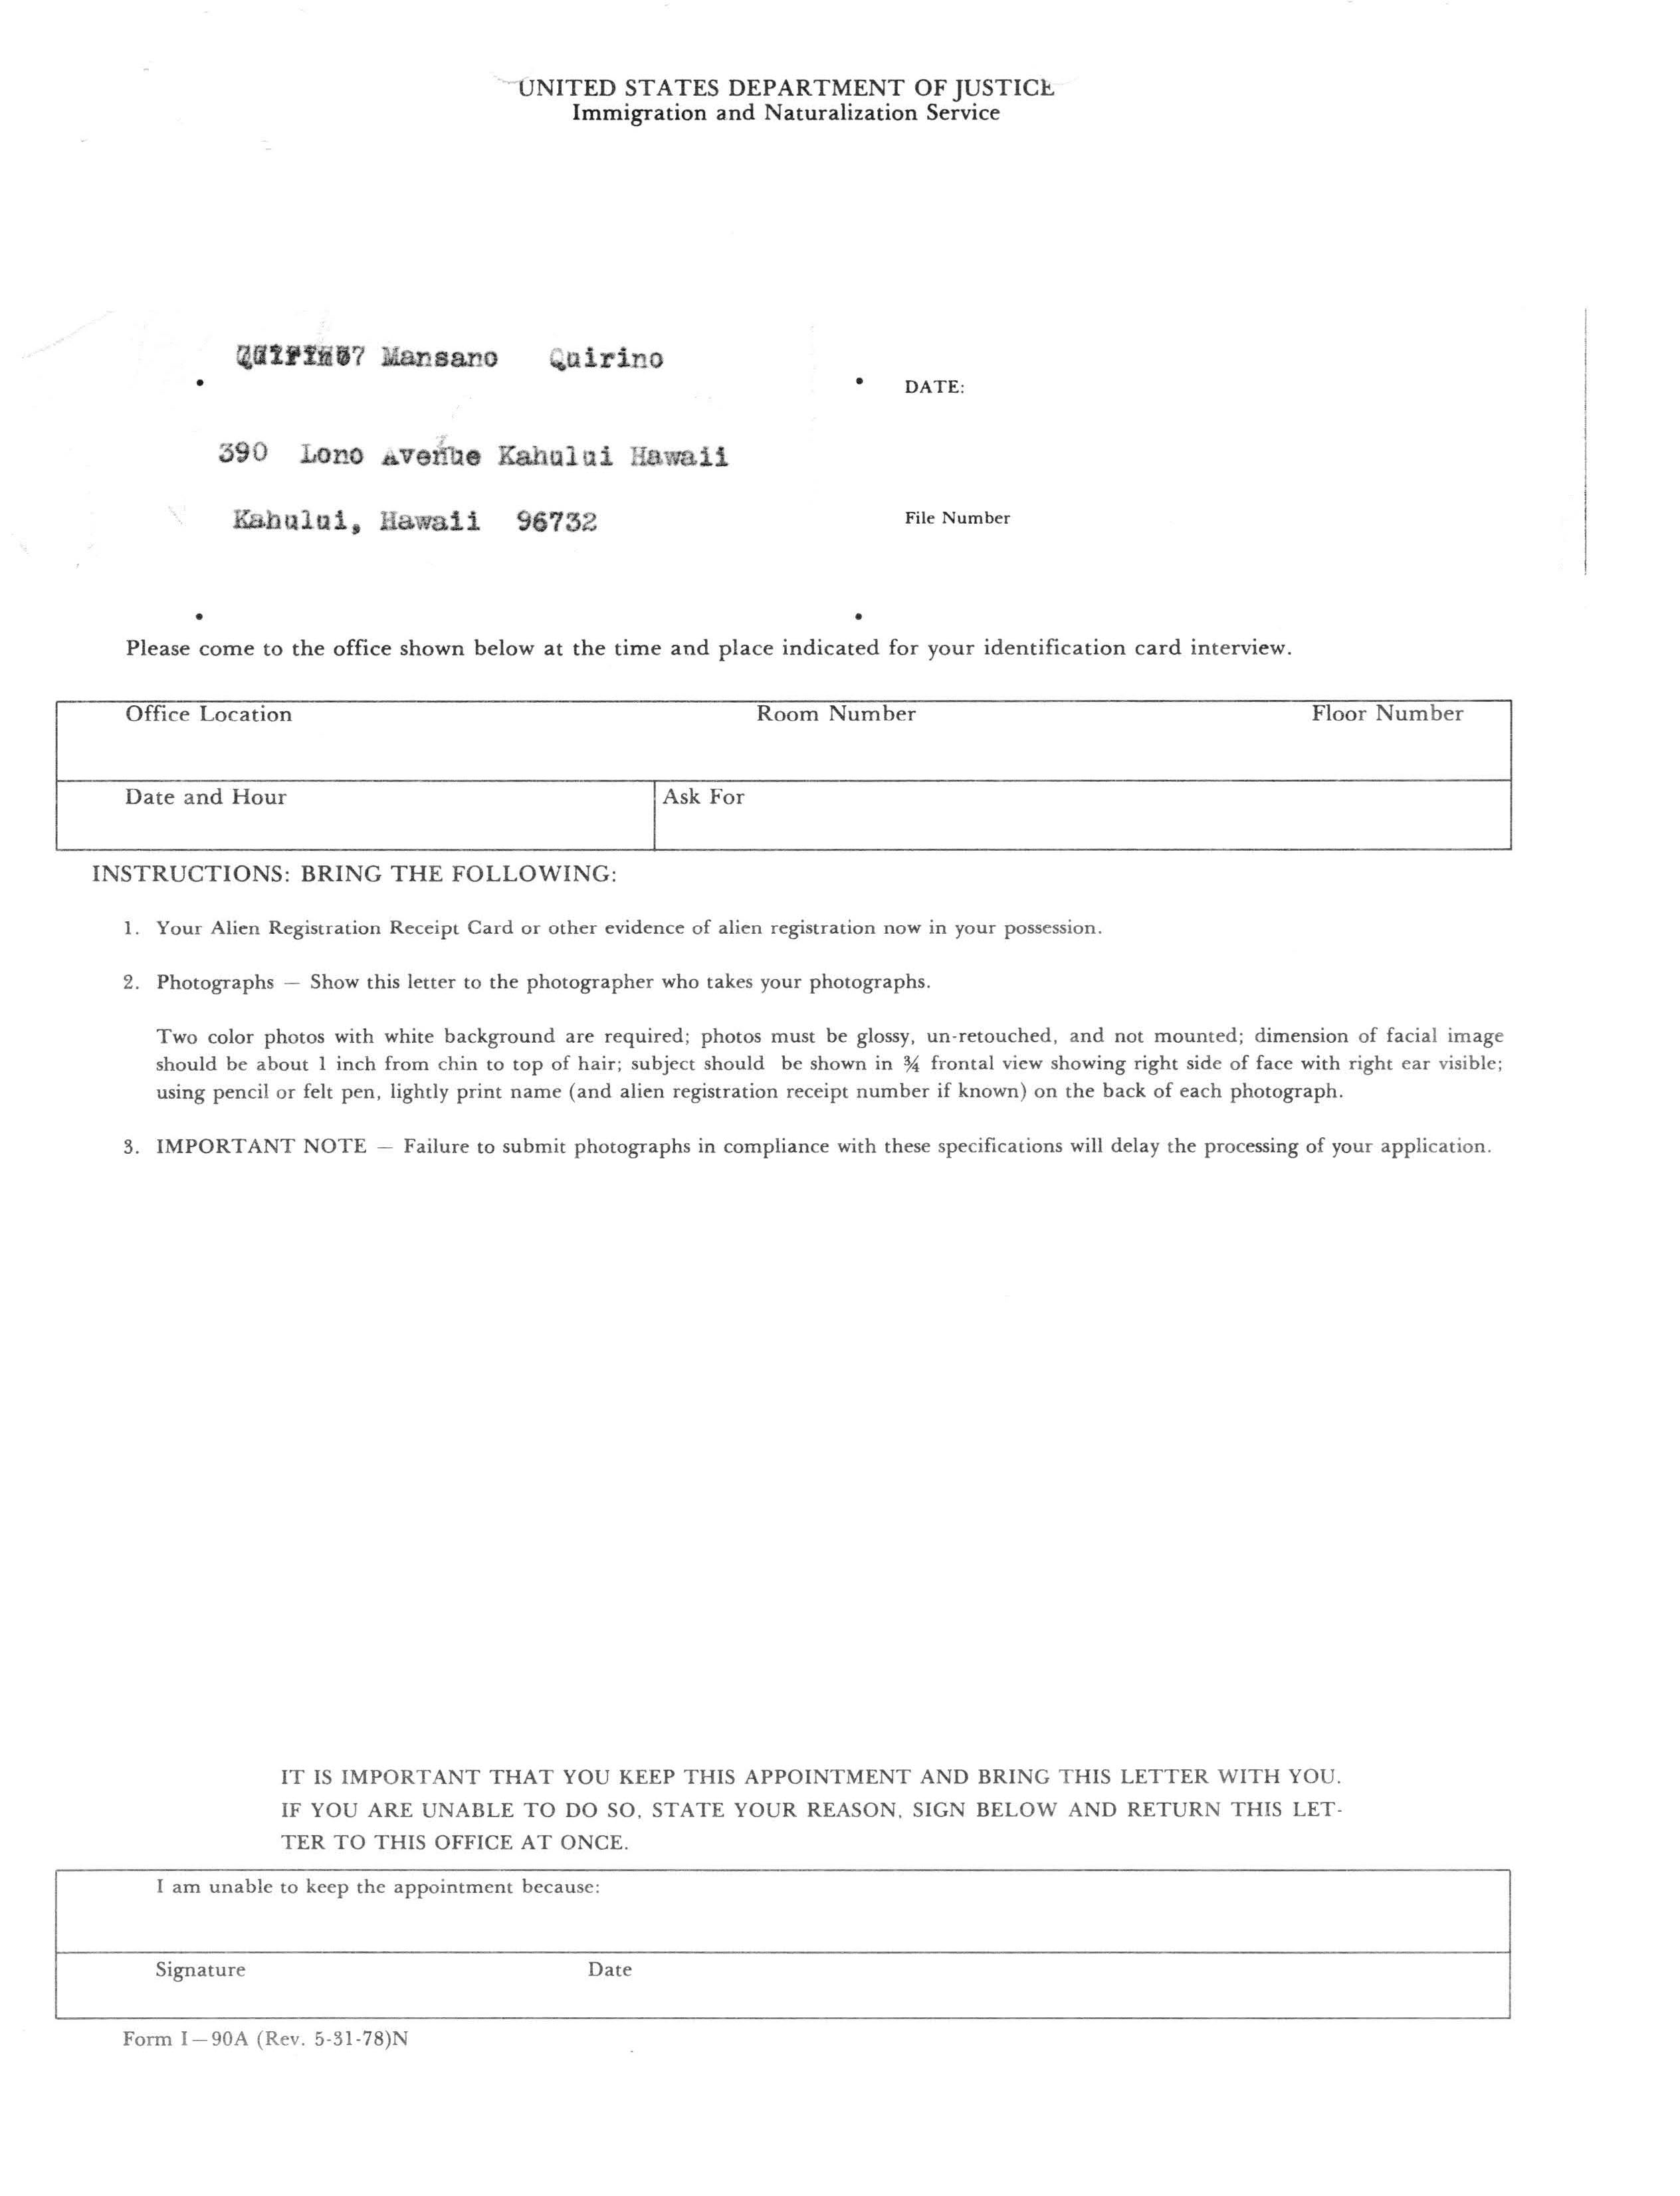 UNITED STATES DEPARTMENT OF JUSTICE
Immigration and Naturalization Service
Mansano Quirino
DATE:
390 Lono Avenue Kahului Hawaii
Kahului, Hawaii 96732
File Number
Please come to the office shown below at the time and place indicated for your identification card interview.
Office Location Room Number Floor Number
Date and Hour Ask For
INSTRUCTIONS: BRING THE FOLLOWING:
1. Your Alien Registration Receipt Card or other evidence of alien registration now in your possession.
2. Photographs — Show this letter to the photographer who takes your photographs.
Two color photos with white background are required; photos must be glossy, un-retouched, and not mounted; dimension of facial image
should be about 1 inch from chin to top of hair; subject should be shown in ¾ frontal view showing right side of face with right ear visible;
using pencil or felt pen, lightly print name (and alien registration receipt number if known) on the back of each photograph.
3. IMPORTANT NOTE — Failure to submit photographs in compliance with these specifications will delay the processing of your application.
IT IS IMPORTANT THAT YOU KEEP THIS APPOINTMENT AND BRING THIS LETTER WITH YOU.
IF YOU ARE UNABLE TO DO SO, STATE YOUR REASON, SIGN BELOW AND RETURN THIS LET-
TER TO THIS OFFICE AT ONCE.
I am unable to keep the appointment because:
Signature Date
Form I—90A (Rev. 5-31-78)N